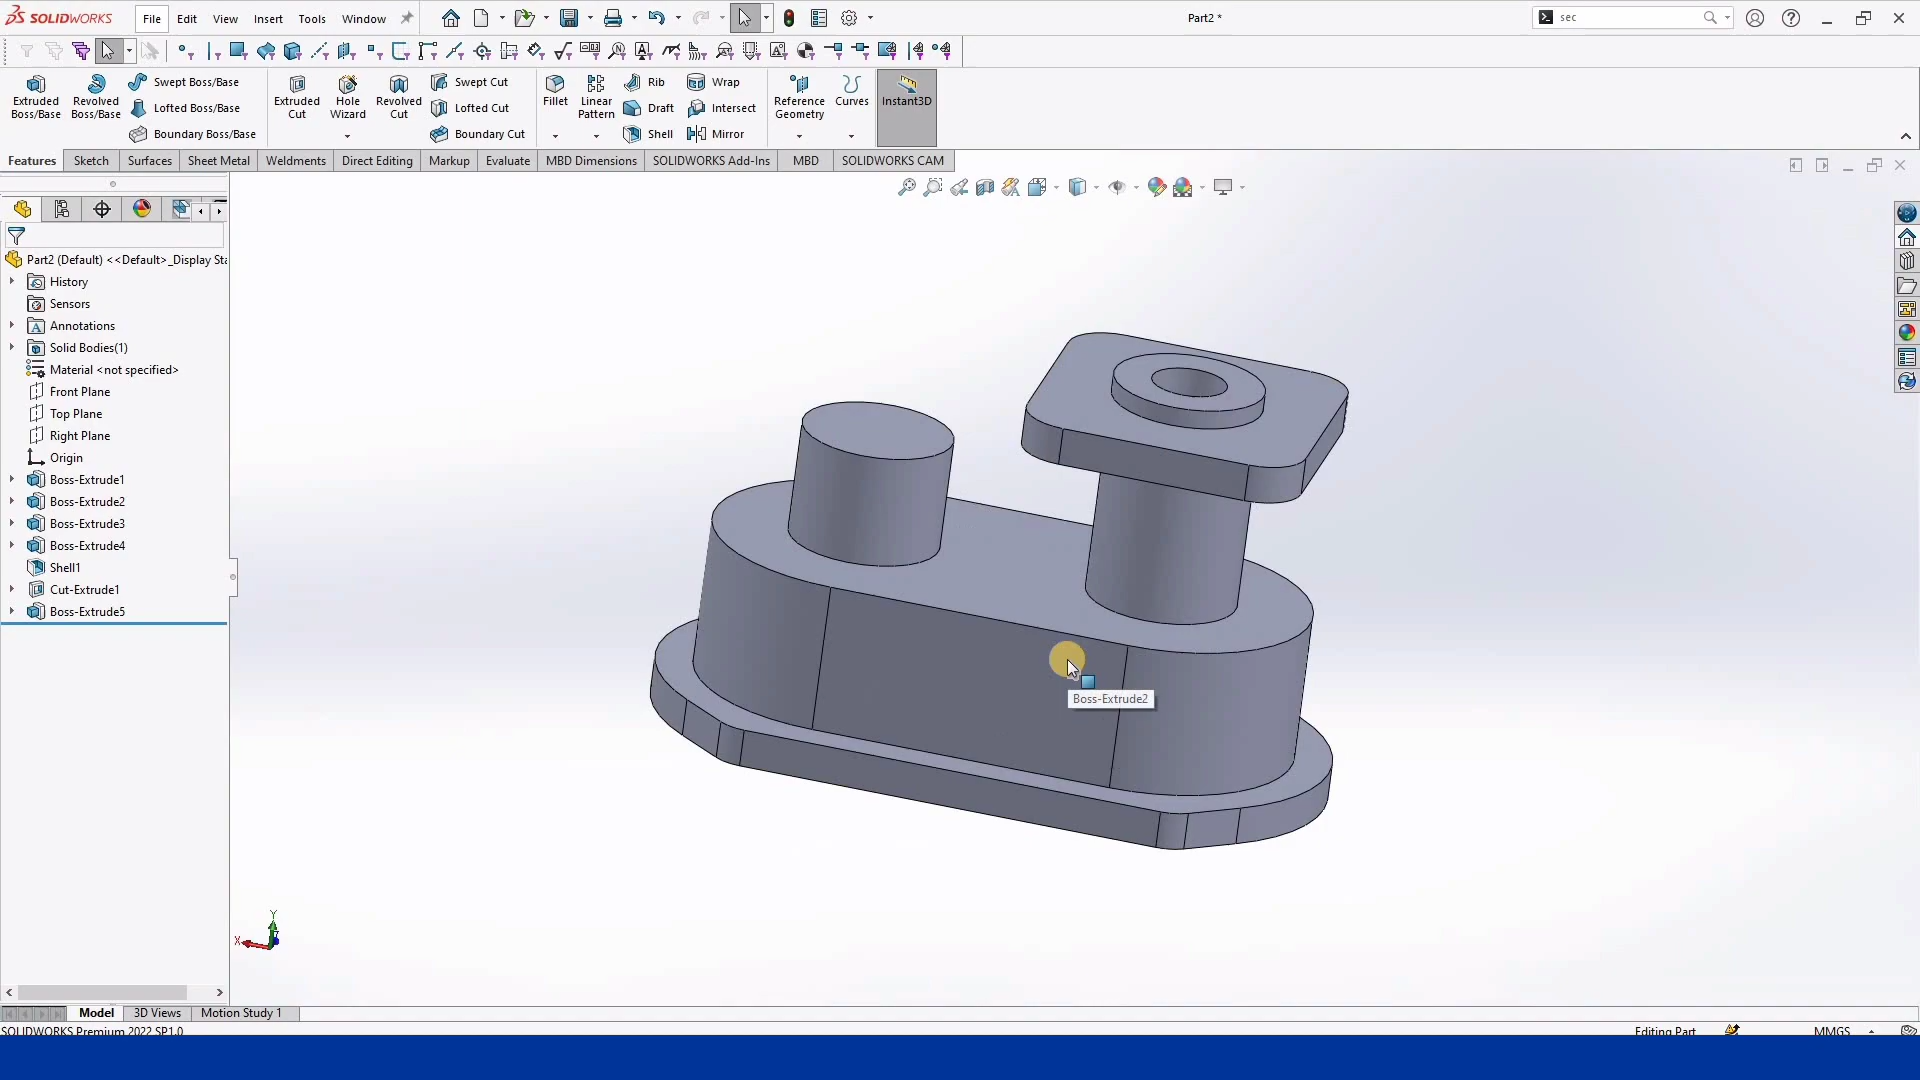 SOLIDWORKS
File
Edit
View
Insert
Tools
Window
Part2 *
sec
Extruded Boss/Base
Revolved Boss/Base
Swept Boss/Base
Lofted Boss/Base
Boundary Boss/Base
Extruded Cut
Hole Wizard
Revolved Cut
Swept Cut
Lofted Cut
Boundary Cut
Fillet
Linear Pattern
Rib
Draft
Shell
Wrap
Intersect
Mirror
Reference Geometry
Curves
Instant3D
Features
Sketch
Surfaces
Sheet Metal
Weldments
Direct Editing
Markup
Evaluate
MBD Dimensions
SOLIDWORKS Add-Ins
MBD
SOLIDWORKS CAM
Part2 (Default) <<Default>_Display Sta
History
Sensors
Annotations
Solid Bodies(1)
Material <not specified>
Front Plane
Top Plane
Right Plane
Origin
Boss-Extrude1
Boss-Extrude2
Boss-Extrude3
Boss-Extrude4
Shell1
Cut-Extrude1
Boss-Extrude5
Boss-Extrude2
Y
X
Model
3D Views
Motion Study 1
SOLIDWORKS Premium 2022 SP1.0
Editing Part
MMGS